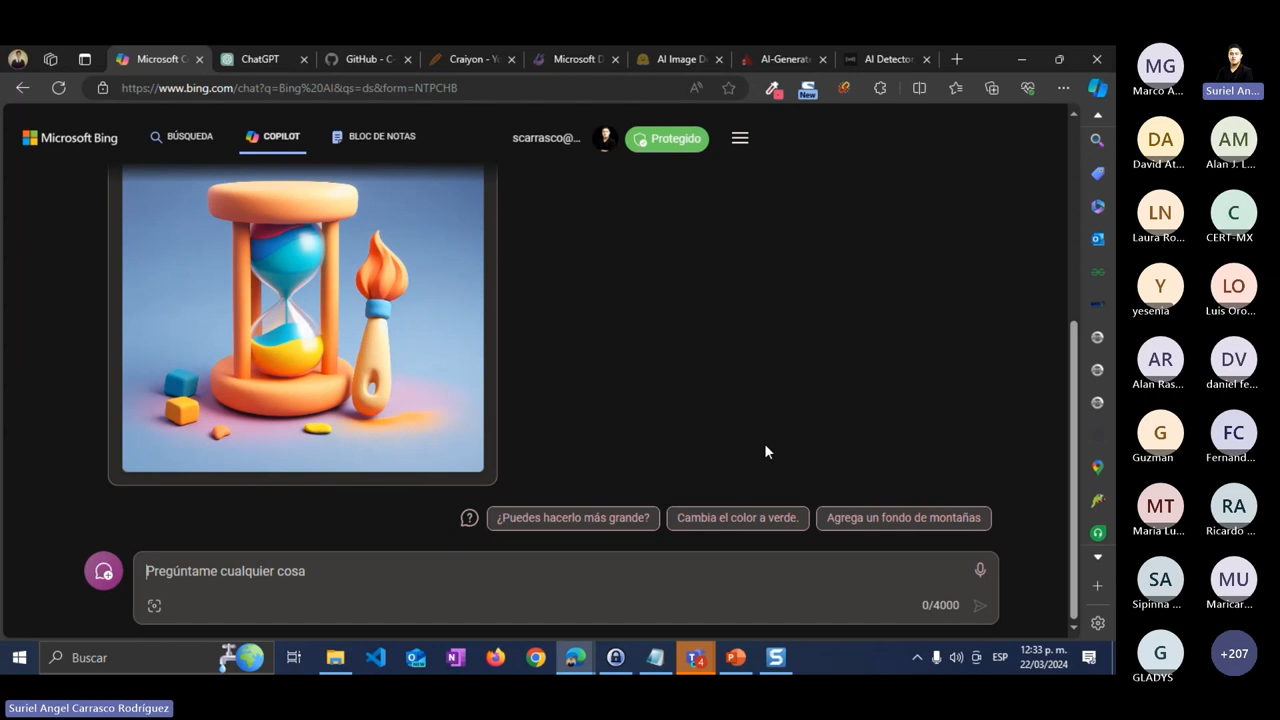 Microsoft C
ChatGPT
GitHub - C
Craiyon - Y
Microsoft D
AI Image D
AI-Generat
AI Detector
https://www.bing.com/chat?q=Bing%20AI&qs=ds&form=NTPCHB
New
Microsoft Bing
BÚSQUEDA
COPILOT
BLOC DE NOTAS
scarrasco@...
Protegido
¿Puedes hacerlo más grande?
Cambia el color a verde.
Agrega un fondo de montañas
Pregúntame cualquier cosa
0/4000
Buscar
4
ESP
12:33 p. m.
22/03/2024
MG
Marco A...
Suriel An...
DA
David At...
AM
Alan J. L...
LN
Laura Ro...
C
CERT-MX
Y
yesenia
LO
Luis Oro...
AR
Alan Ras...
DV
daniel fe...
G
Guzman
FC
Fernand...
MT
Maria Lu...
RA
Ricardo ...
SA
Sipinna ...
MU
Maricar...
G
GLADYS
+207
Suriel Angel Carrasco Rodríguez